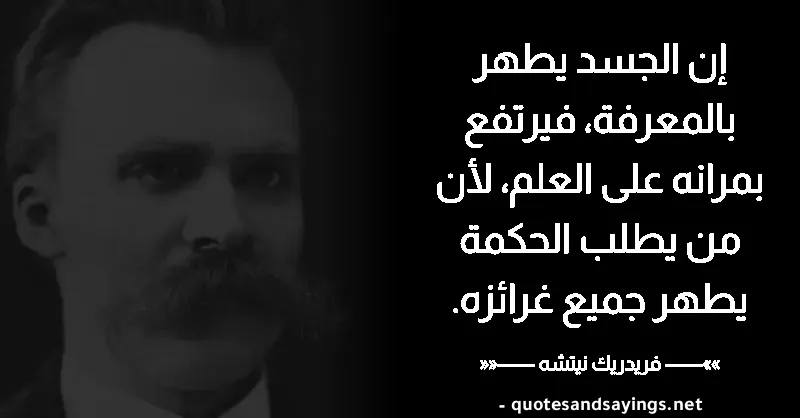 إن الجسد يطهر
بالمعرفة، فيرتفع
بمرانه على العلم، لأن
من يطلب الحكمة
يطهر جميع غرائزه.
»»—— فريدريك نيتشه ——««
- quotesandsayings.net